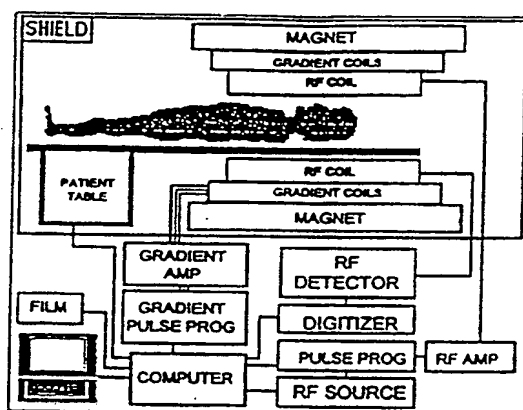 SHIELD
MAGNET
GRADIENT COILS
RF COIL
RF COIL
GRADIENT COILS
MAGNET
PATIENT
TABLE
GRADIENT
AMP
RF
DETECTOR
FILM
GRADIENT
PULSE PROG
DIGITIZER
COMPUTER
PULSE PROG
RF AMP
RF SOURCE